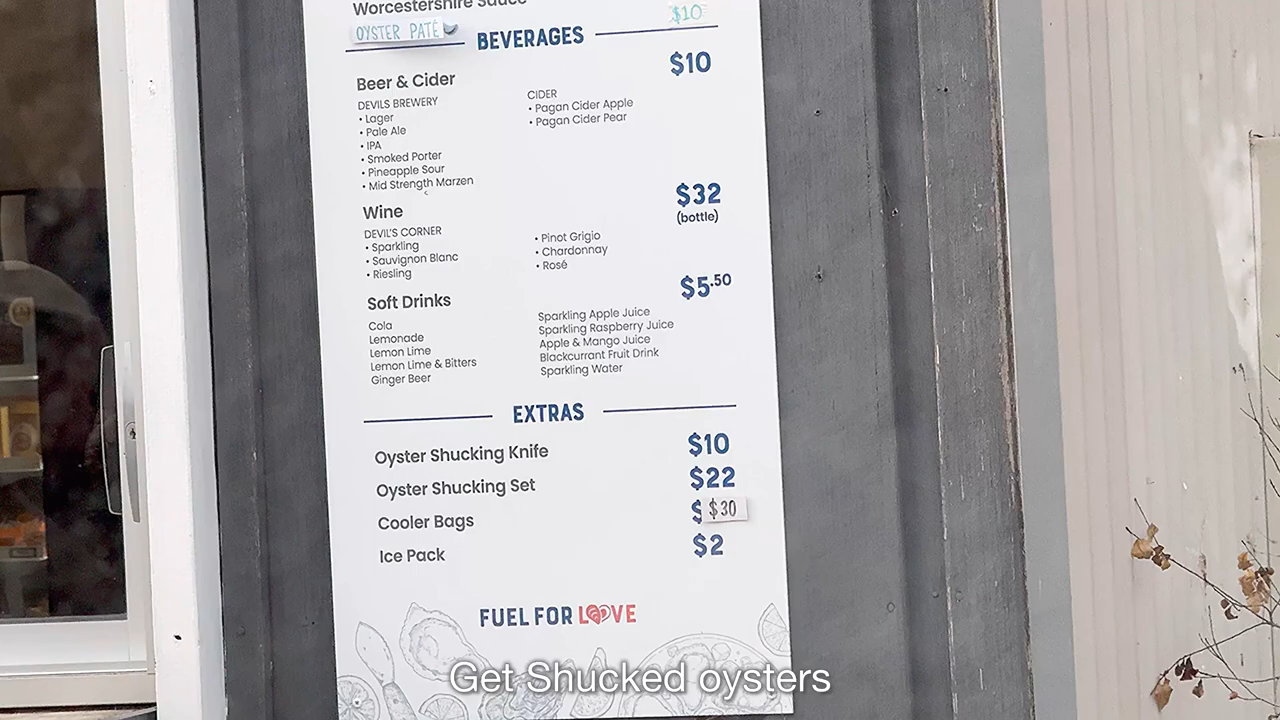 Worcestershire Sauce
OYSTER PATÉ $10
BEVERAGES
Beer & Cider $10
DEVILS BREWERY
• Lager
• Pale Ale
• IPA
• Smoked Porter
• Pineapple Sour
• Mid Strength Marzen
CIDER
• Pagan Cider Apple
• Pagan Cider Pear
Wine $32
(bottle)
DEVIL'S CORNER
• Sparkling
• Sauvignon Blanc
• Riesling
• Pinot Grigio
• Chardonnay
• Rosé
Soft Drinks $5.50
Cola
Lemonade
Lemon Lime
Lemon Lime & Bitters
Ginger Beer
Sparkling Apple Juice
Sparkling Raspberry Juice
Apple & Mango Juice
Blackcurrant Fruit Drink
Sparkling Water
EXTRAS
Oyster Shucking Knife $10
Oyster Shucking Set $22
Cooler Bags $ $30
Ice Pack $2
FUEL FOR LOVE
Get Shucked oysters